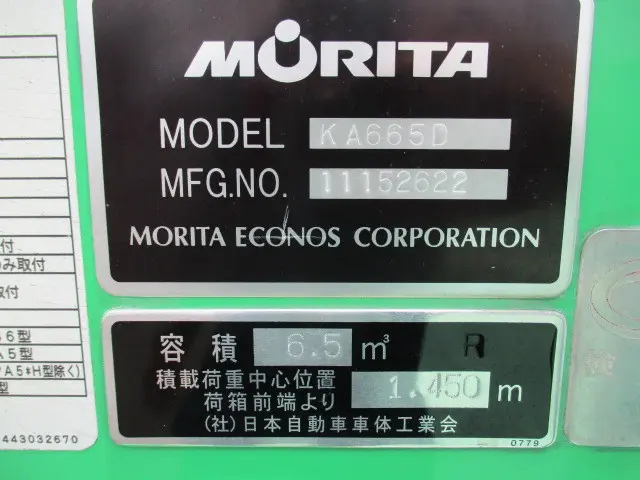 MORITA
MODEL KA665D
MFG.NO. 11152622
MORITA ECONOS CORPORATION
容積 6.5 m³ R
積載荷重中心位置
荷箱前端より 1.450 m
(社)日本自動車車体工業会
0779
付
み取付
取付
6型
A5型
PA5*H型除く)
型
443032670